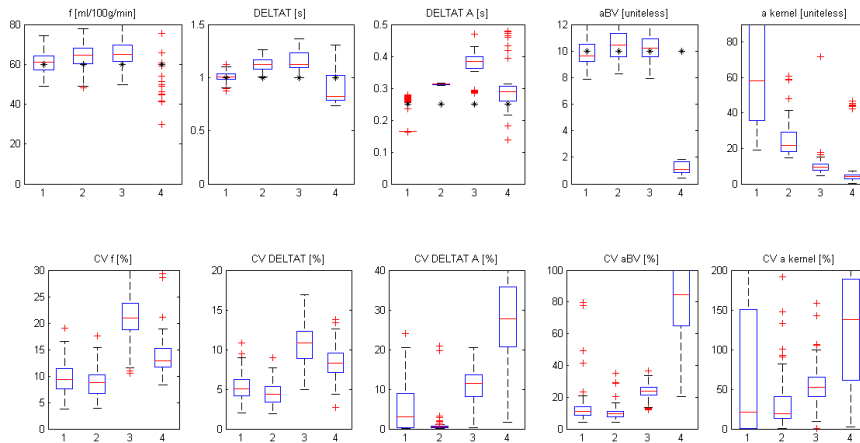 f [ml/100g/min] DELTAT [s] DELTAT A [s] aBV [uniteless] a kernel [uniteless]
80 1.5 0.5 12
10 80
60 0.4
8 60
1 0.3
40 6
0.2 40
4
20 0.1 20
2
0 0.5 0 0 0
1 2 3 4 1 2 3 4 1 2 3 4 1 2 3 4 1 2 3 4
CV f [%] CV DELTAT [%] CV DELTAT A [%] CV aBV [%] CV a kernel [%]
30 20 40 100 200
25 80
15 30 150
20
60
15 10 20 100
40
10
5 10 50
5 20
0 0 0 0 0
1 2 3 4 1 2 3 4 1 2 3 4 1 2 3 4 1 2 3 4